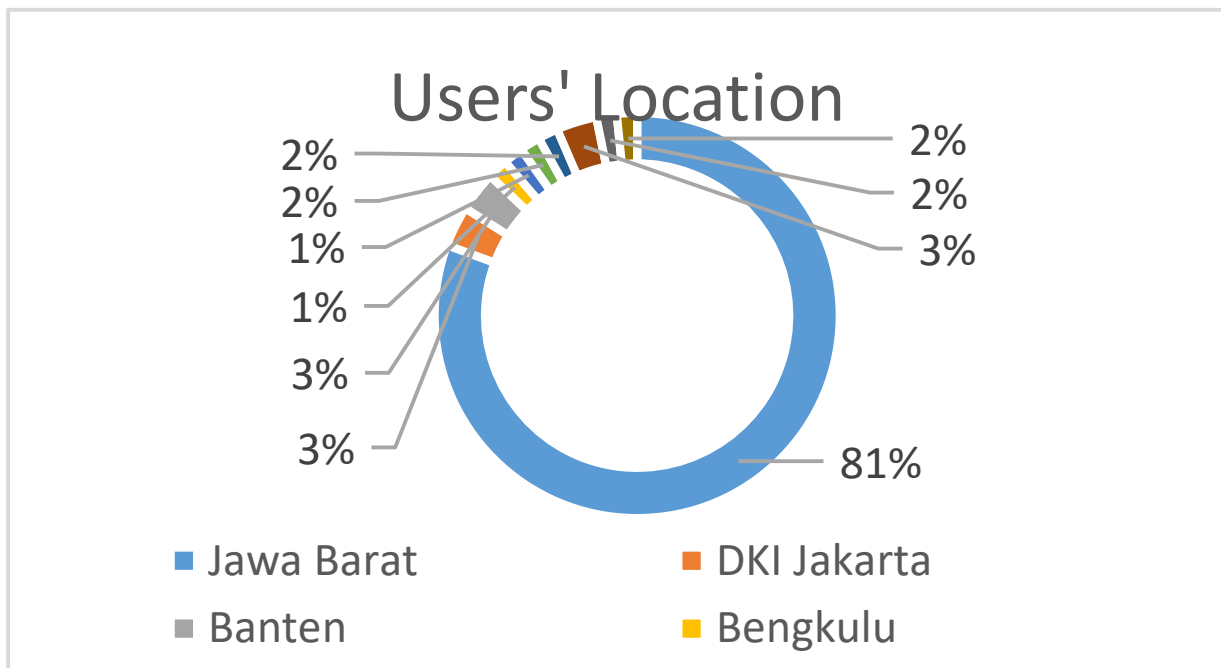 Users' Location
2%
2%
2%
2%
1%
3%
1%
3%
3%
81%
Jawa Barat
DKI Jakarta
Banten
Bengkulu